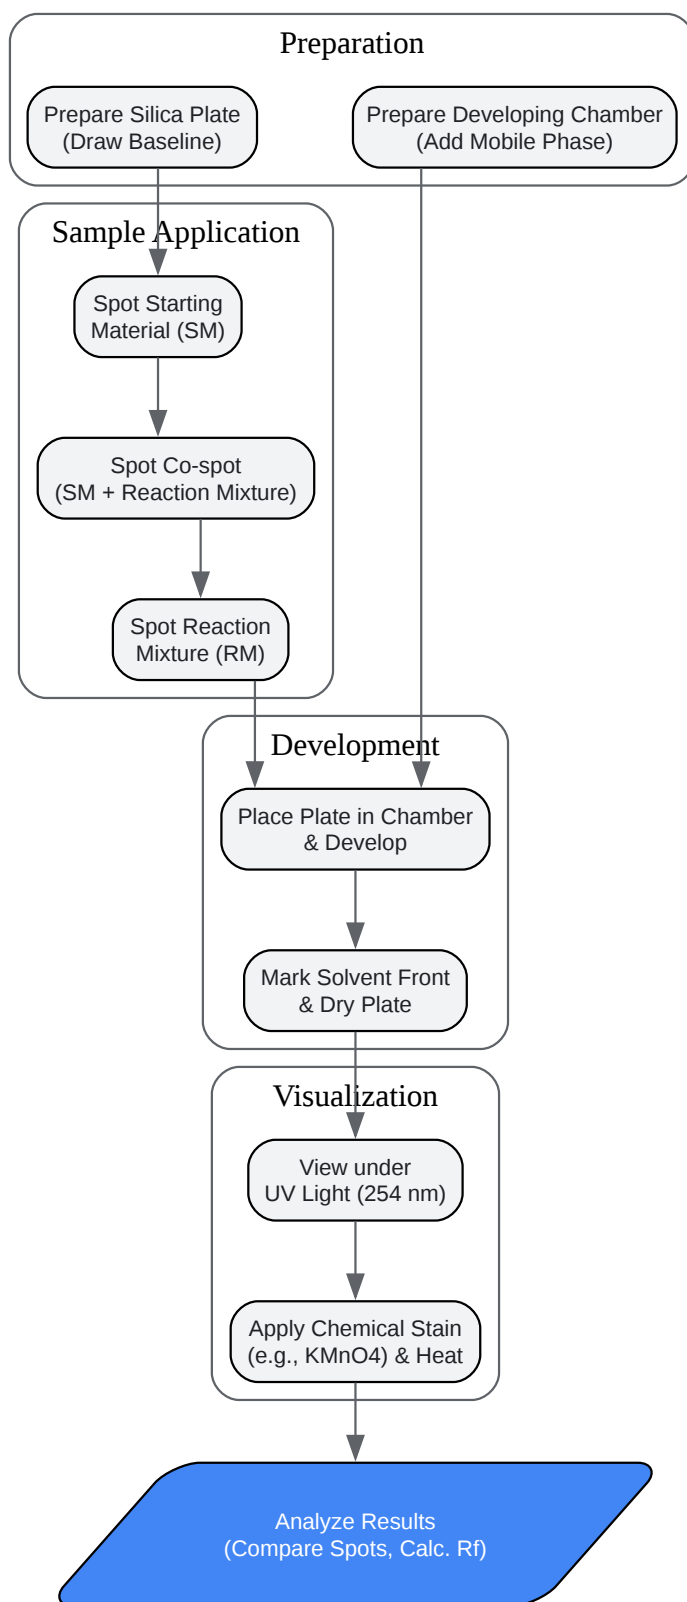 Preparation
Prepare Silica Plate
(Draw Baseline)
Prepare Developing Chamber
(Add Mobile Phase)
Sample Application
Spot Starting
Material (SM)
Spot Co-spot
(SM + Reaction Mixture)
Spot Reaction
Mixture (RM)
Development
Place Plate in Chamber
& Develop
Mark Solvent Front
& Dry Plate
Visualization
View under
UV Light (254 nm)
Apply Chemical Stain
(e.g., KMnO4) & Heat
Analyze Results
(Compare Spots, Calc. Rf)